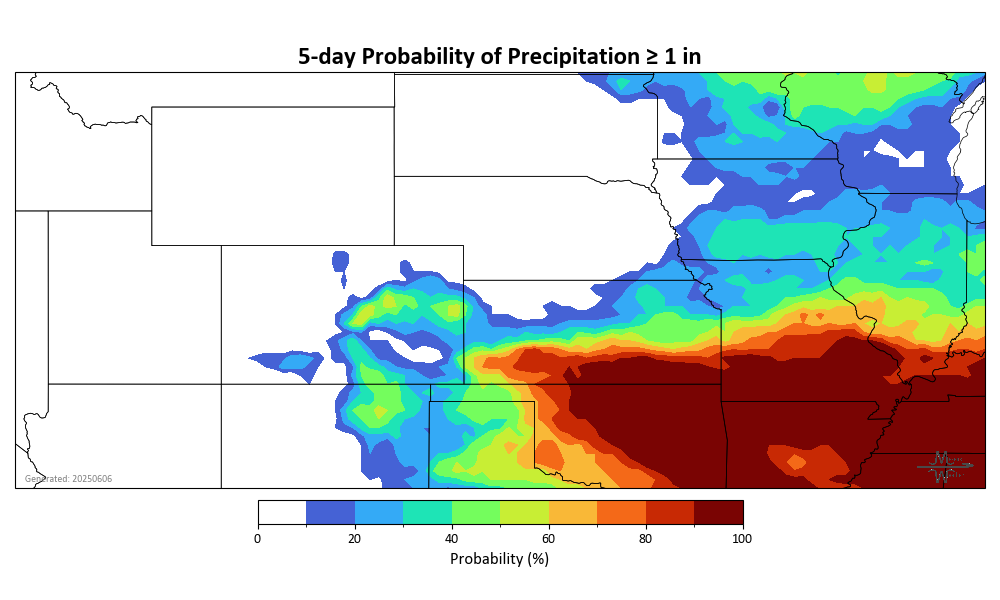 5-day Probability of Precipitation ≥ 1 in
Generated: 20250606
0 20 40 60 80 100
Probability (%)